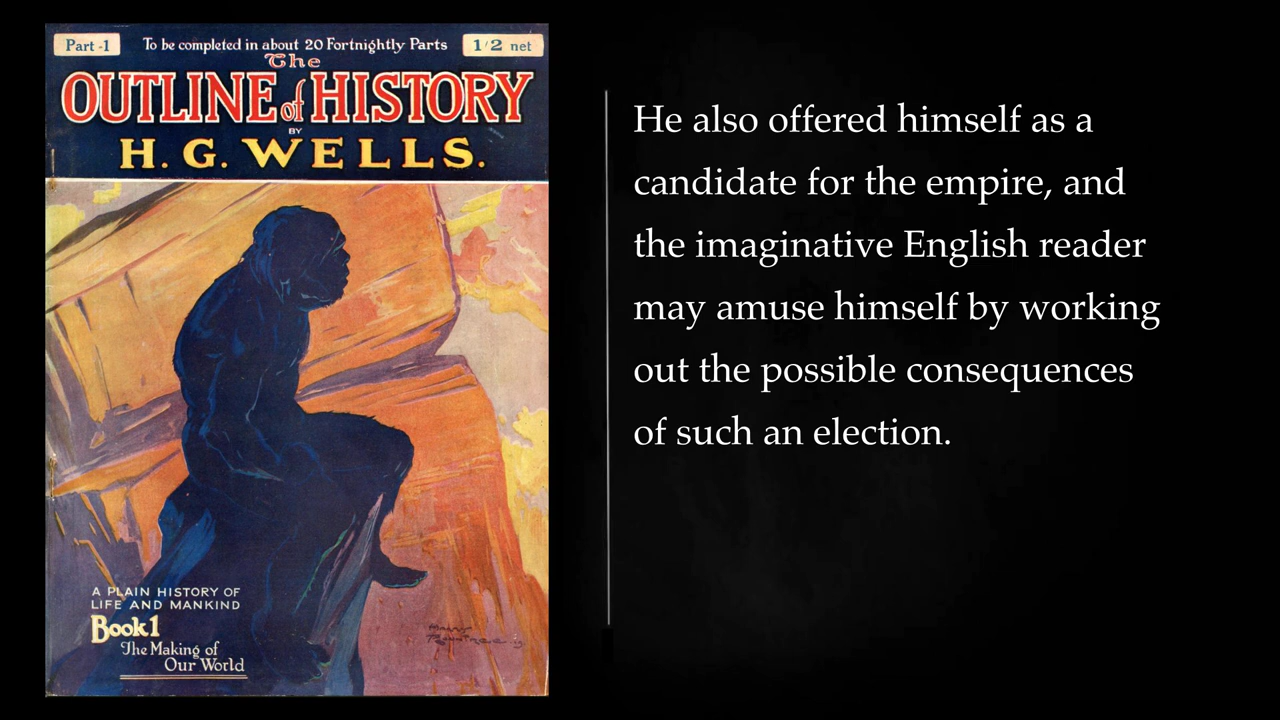 Part -1
To be completed in about 20 Fortnightly Parts
1/2 net
The
OUTLINE of HISTORY
BY
H. G. WELLS.
A PLAIN HISTORY OF
LIFE AND MANKIND
Book 1
The Making of
Our World
He also offered himself as a
candidate for the empire, and
the imaginative English reader
may amuse himself by working
out the possible consequences
of such an election.